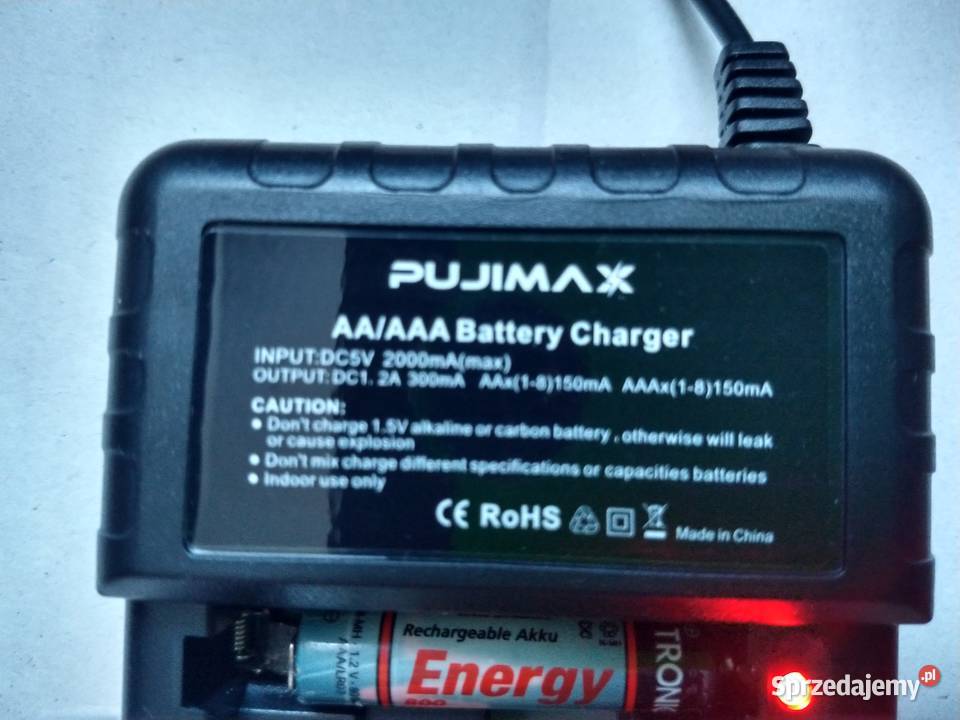 PUJIMAX
AA/AAA Battery Charger
INPUT:DC5V 2000mA(max)
OUTPUT:DC1.2A 300mA AAx(1-8)150mA AAAx(1-8)150mA
CAUTION:
• Don't charge 1.5V alkaline or carbon battery , otherwise will leak
or cause explosion
• Don't mix charge different specifications or capacities batteries
• Indoor use only
CE RoHS
Made in China
Rechargeable Akku
Energy
800
TRON
1.2 V
Sprzedajemy.pl